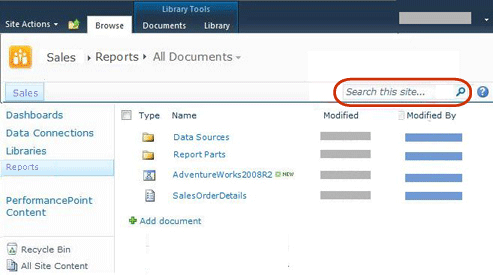 Library Tools
Site Actions Browse Documents Library
Sales Reports All Documents
Sales Search this site...
Dashboards
Data Connections
Libraries
Reports
PerformancePoint
Content
Recycle Bin
All Site Content
Type Name Modified Modified By
Data Sources
Report Parts
AdventureWorks2008R2 NEW
SalesOrderDetails
Add document